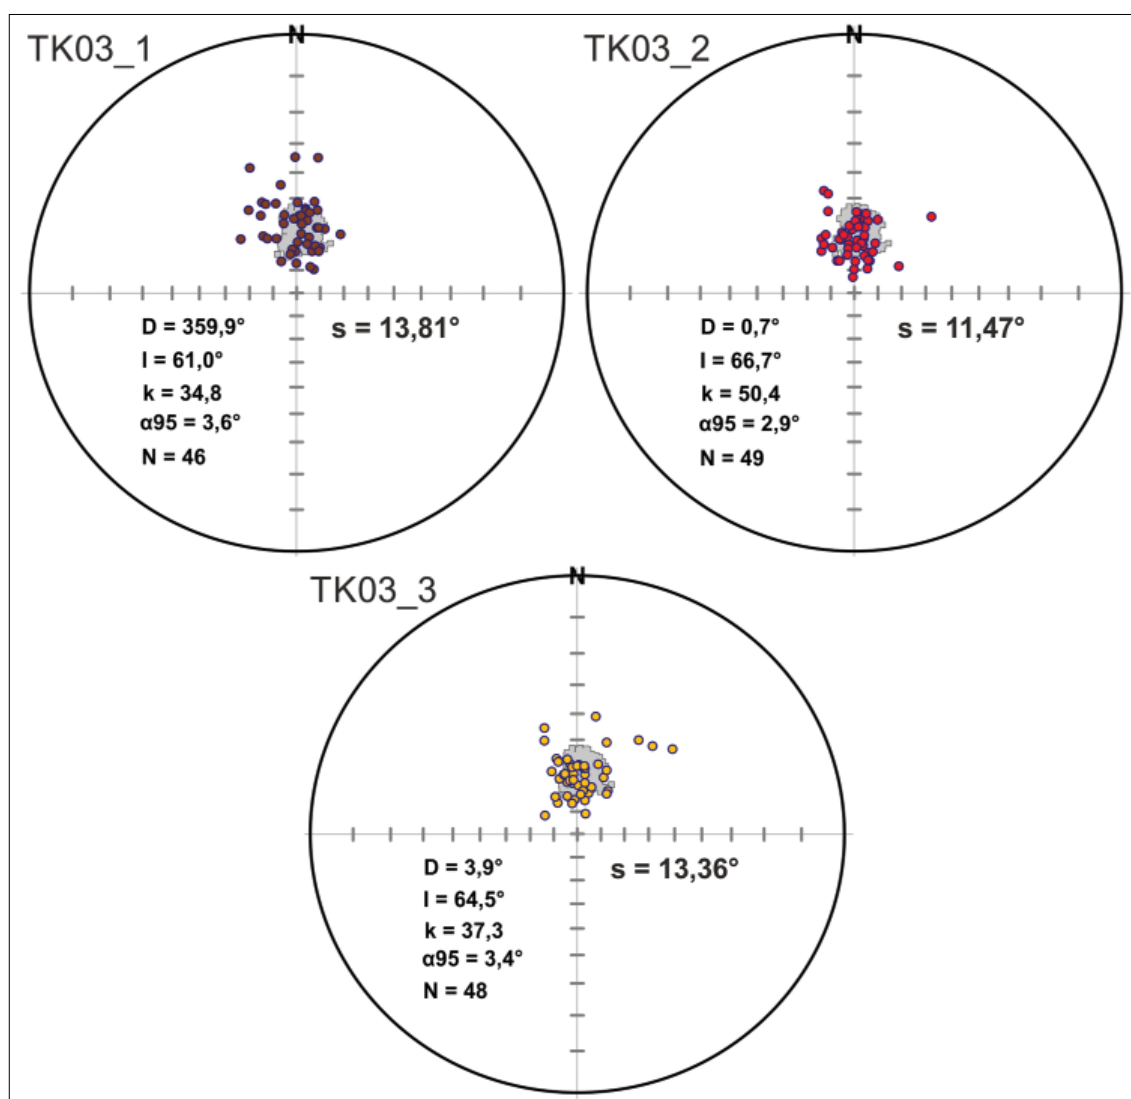 TK03_1
N
D = 359,9°
I = 61,0°
k = 34,8
α95 = 3,6°
N = 46
s = 13,81°
TK03_2
N
D = 0,7°
I = 66,7°
k = 50,4
α95 = 2,9°
N = 49
s = 11,47°
TK03_3
N
D = 3,9°
I = 64,5°
k = 37,3
α95 = 3,4°
N = 48
s = 13,36°